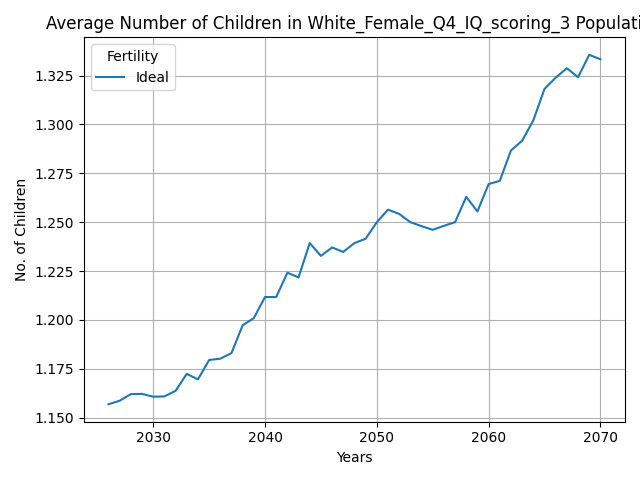 Average Number of Children in White_Female_Q4_IQ_scoring_3 Populati
Fertility
Ideal
No. of Children
1.325
1.300
1.275
1.250
1.225
1.200
1.175
1.150
2030 2040 2050 2060 2070
Years